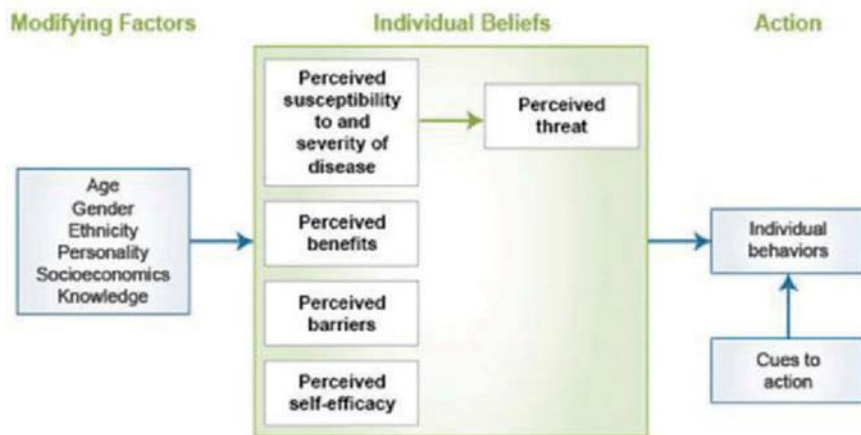 Modifying Factors
Individual Beliefs
Action
Perceived
susceptibility
to and
severity of
disease
Perceived
threat
Age
Gender
Ethnicity
Personality
Socioeconomics
Knowledge
Perceived
benefits
Perceived
barriers
Perceived
self-efficacy
Individual
behaviors
Cues to
action